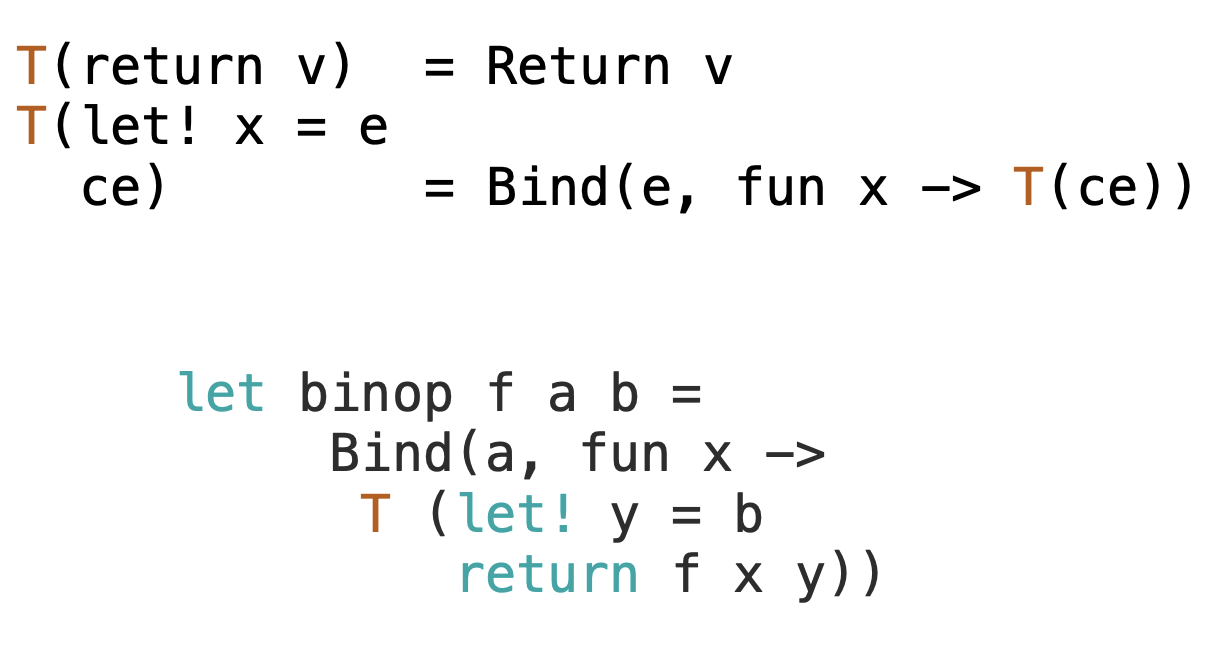 T(return v)  = Return v
T(let! x = e
  ce)        = Bind(e, fun x -> T(ce))
let binop f a b =
     Bind(a, fun x ->
      T (let! y = b
         return f x y))